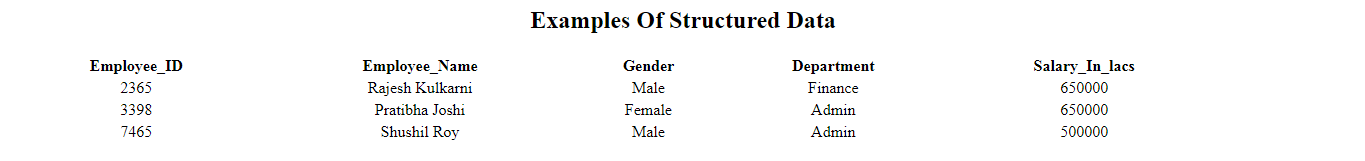 Examples Of Structured Data
Employee_ID Employee_Name Gender Department Salary_In_lacs
2365 Rajesh Kulkarni Male Finance 650000
3398 Pratibha Joshi Female Admin 650000
7465 Shushil Roy Male Admin 500000